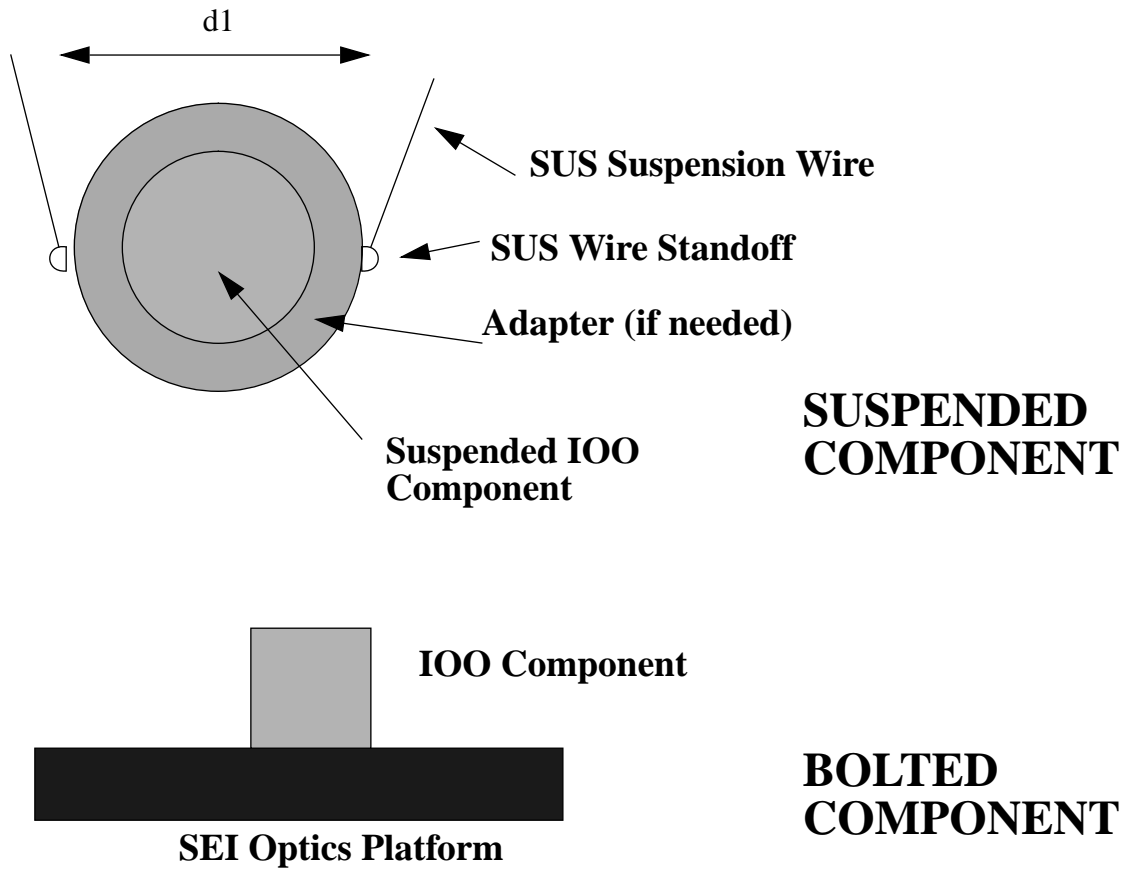 d1
SUS Suspension Wire
SUS Wire Standoff
Adapter (if needed)
SUSPENDED
COMPONENT
Suspended IOO
Component
IOO Component
BOLTED
COMPONENT
SEI Optics Platform